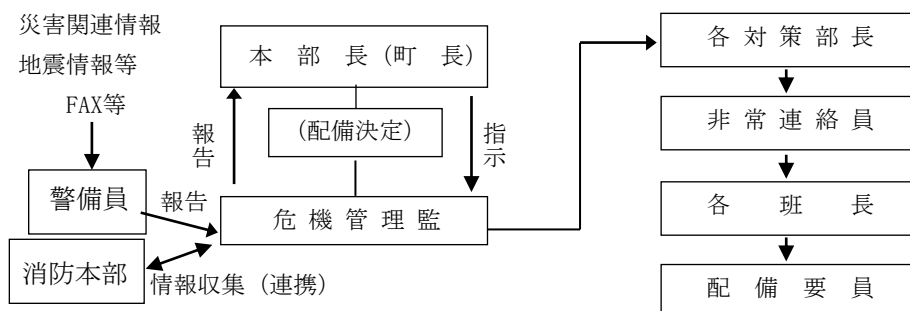 災害関連情報
地震情報等
FAX等
警備員
報告
消防本部
情報収集（連携）
本部長（町長）
報告
(配備決定)
指示
危機管理監
各対策部長
非常連絡員
各班長
配備要員